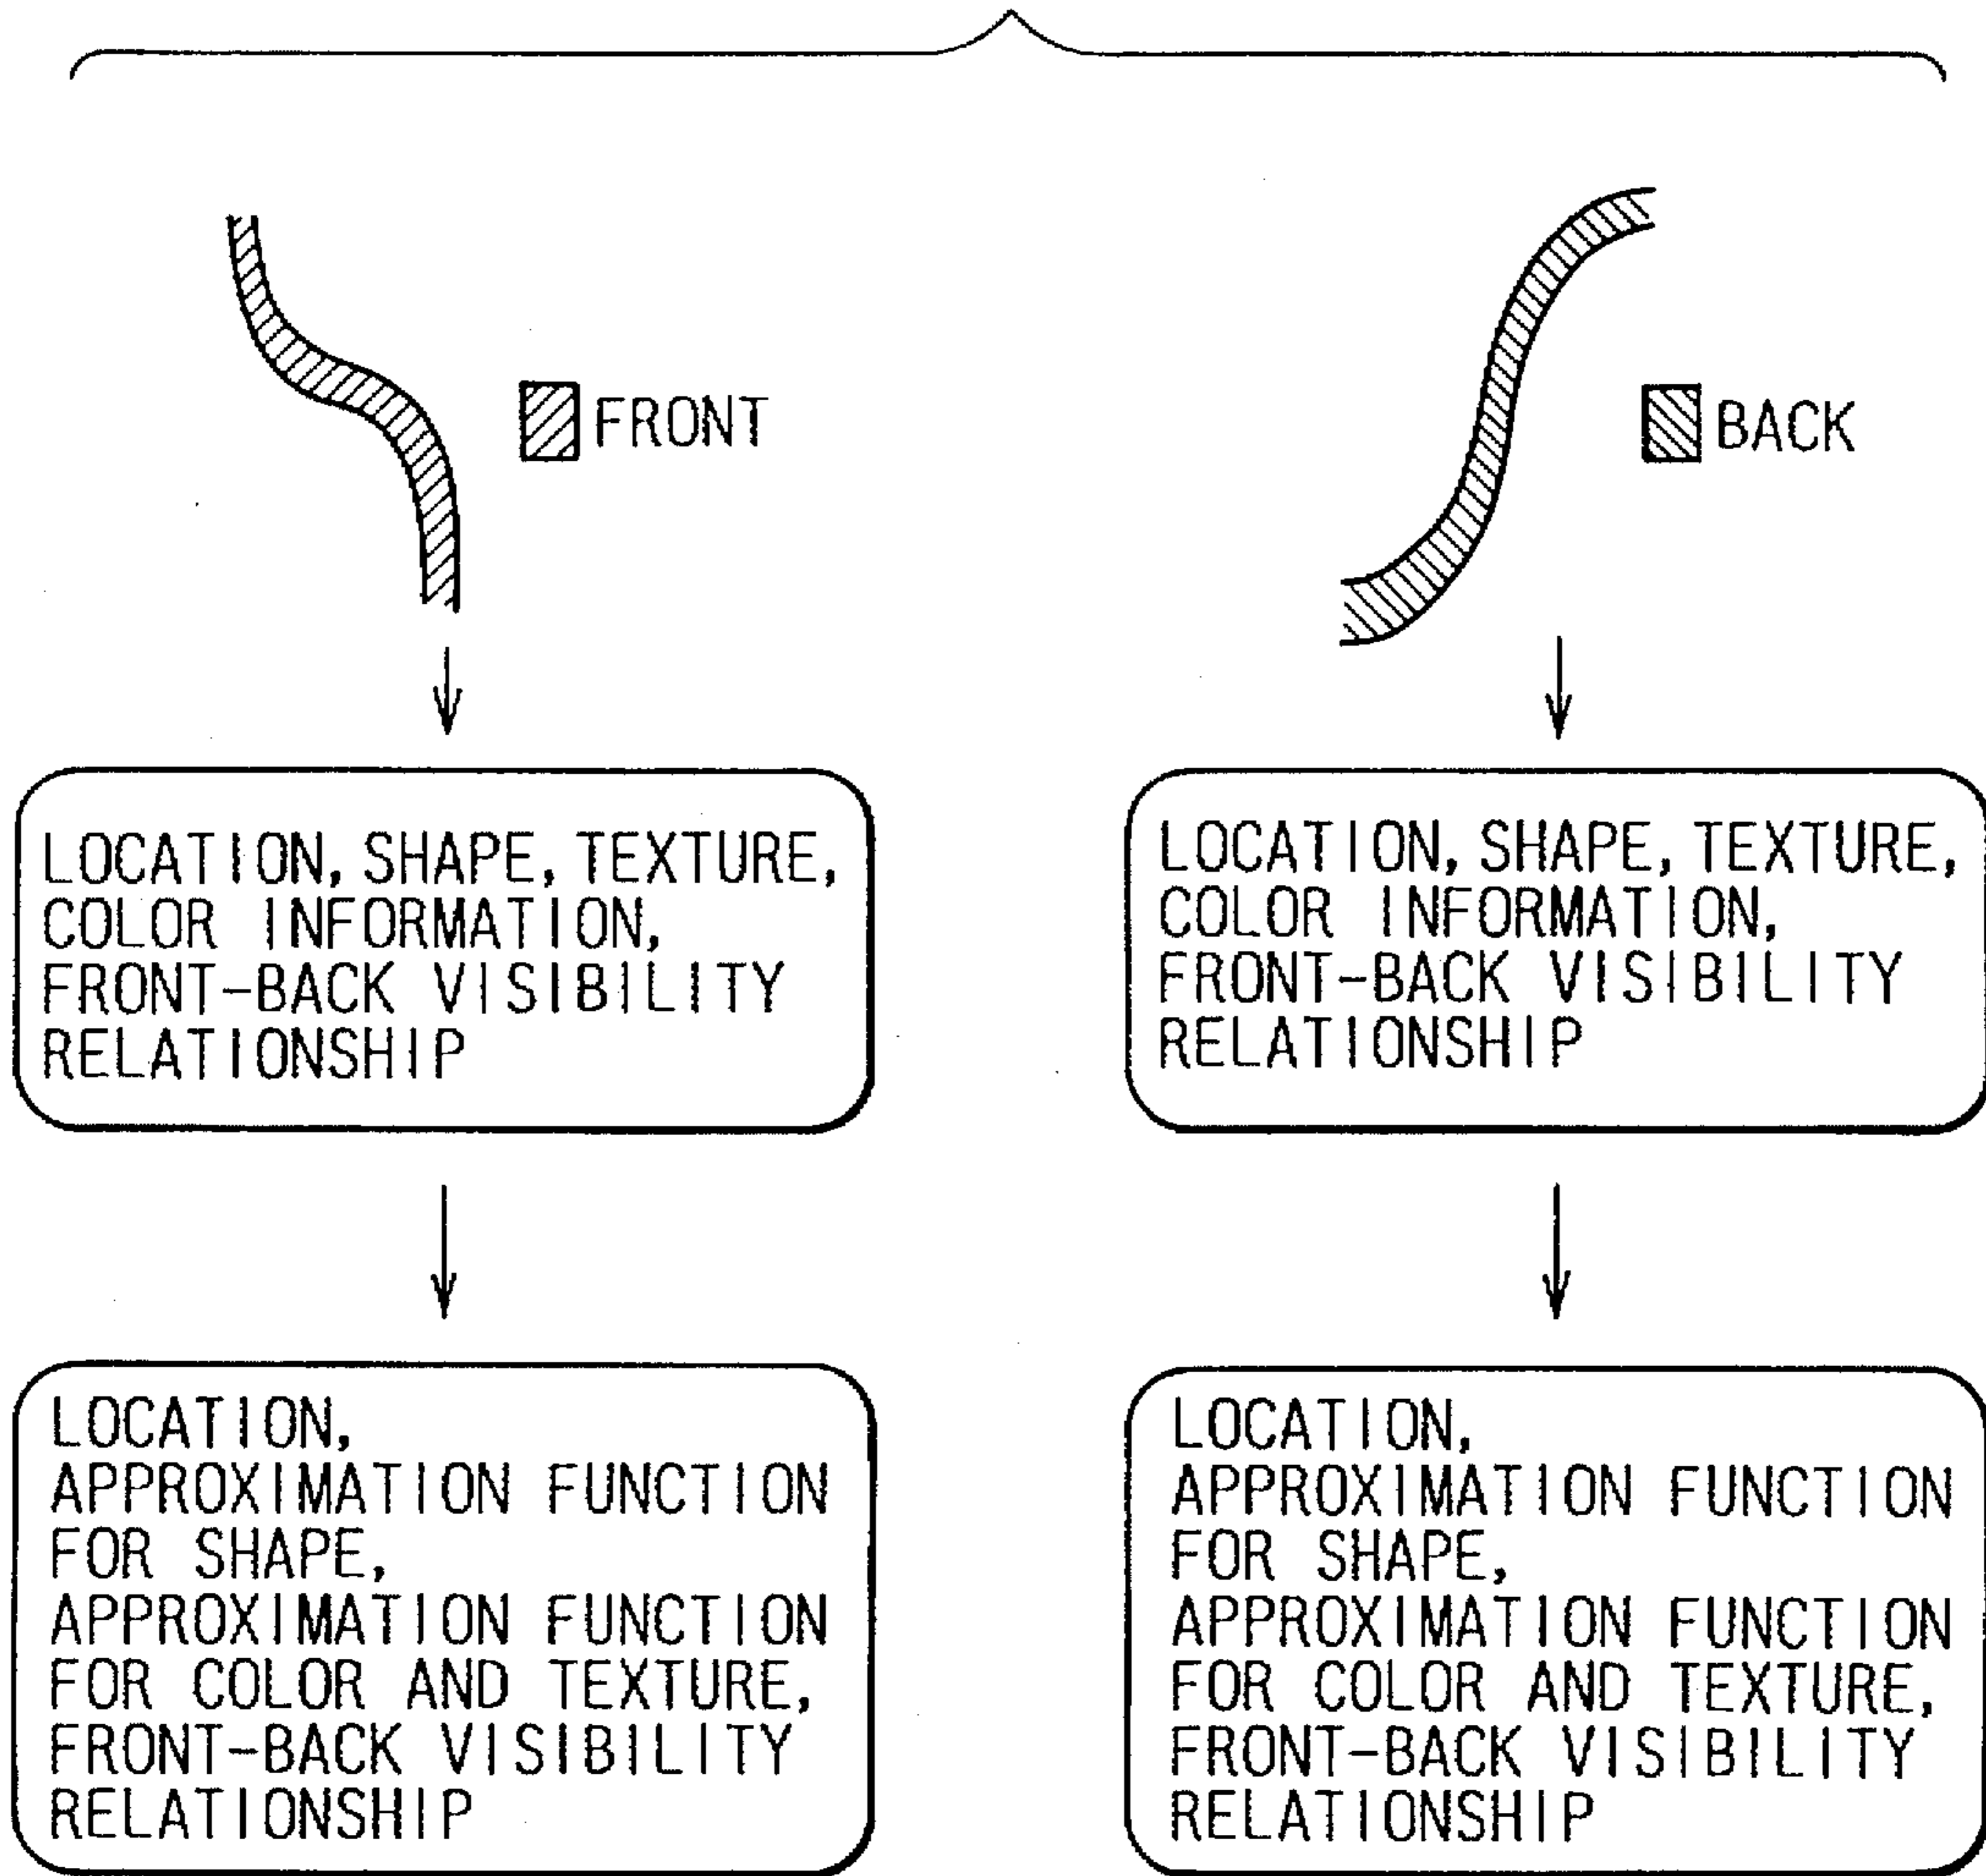 FRONT
BACK
LOCATION, SHAPE, TEXTURE,
COLOR INFORMATION,
FRONT-BACK VISIBILITY
RELATIONSHIP
LOCATION, SHAPE, TEXTURE,
COLOR INFORMATION,
FRONT-BACK VISIBILITY
RELATIONSHIP
LOCATION,
APPROXIMATION FUNCTION
FOR SHAPE,
APPROXIMATION FUNCTION
FOR COLOR AND TEXTURE,
FRONT-BACK VISIBILITY
RELATIONSHIP
LOCATION,
APPROXIMATION FUNCTION
FOR SHAPE,
APPROXIMATION FUNCTION
FOR COLOR AND TEXTURE,
FRONT-BACK VISIBILITY
RELATIONSHIP